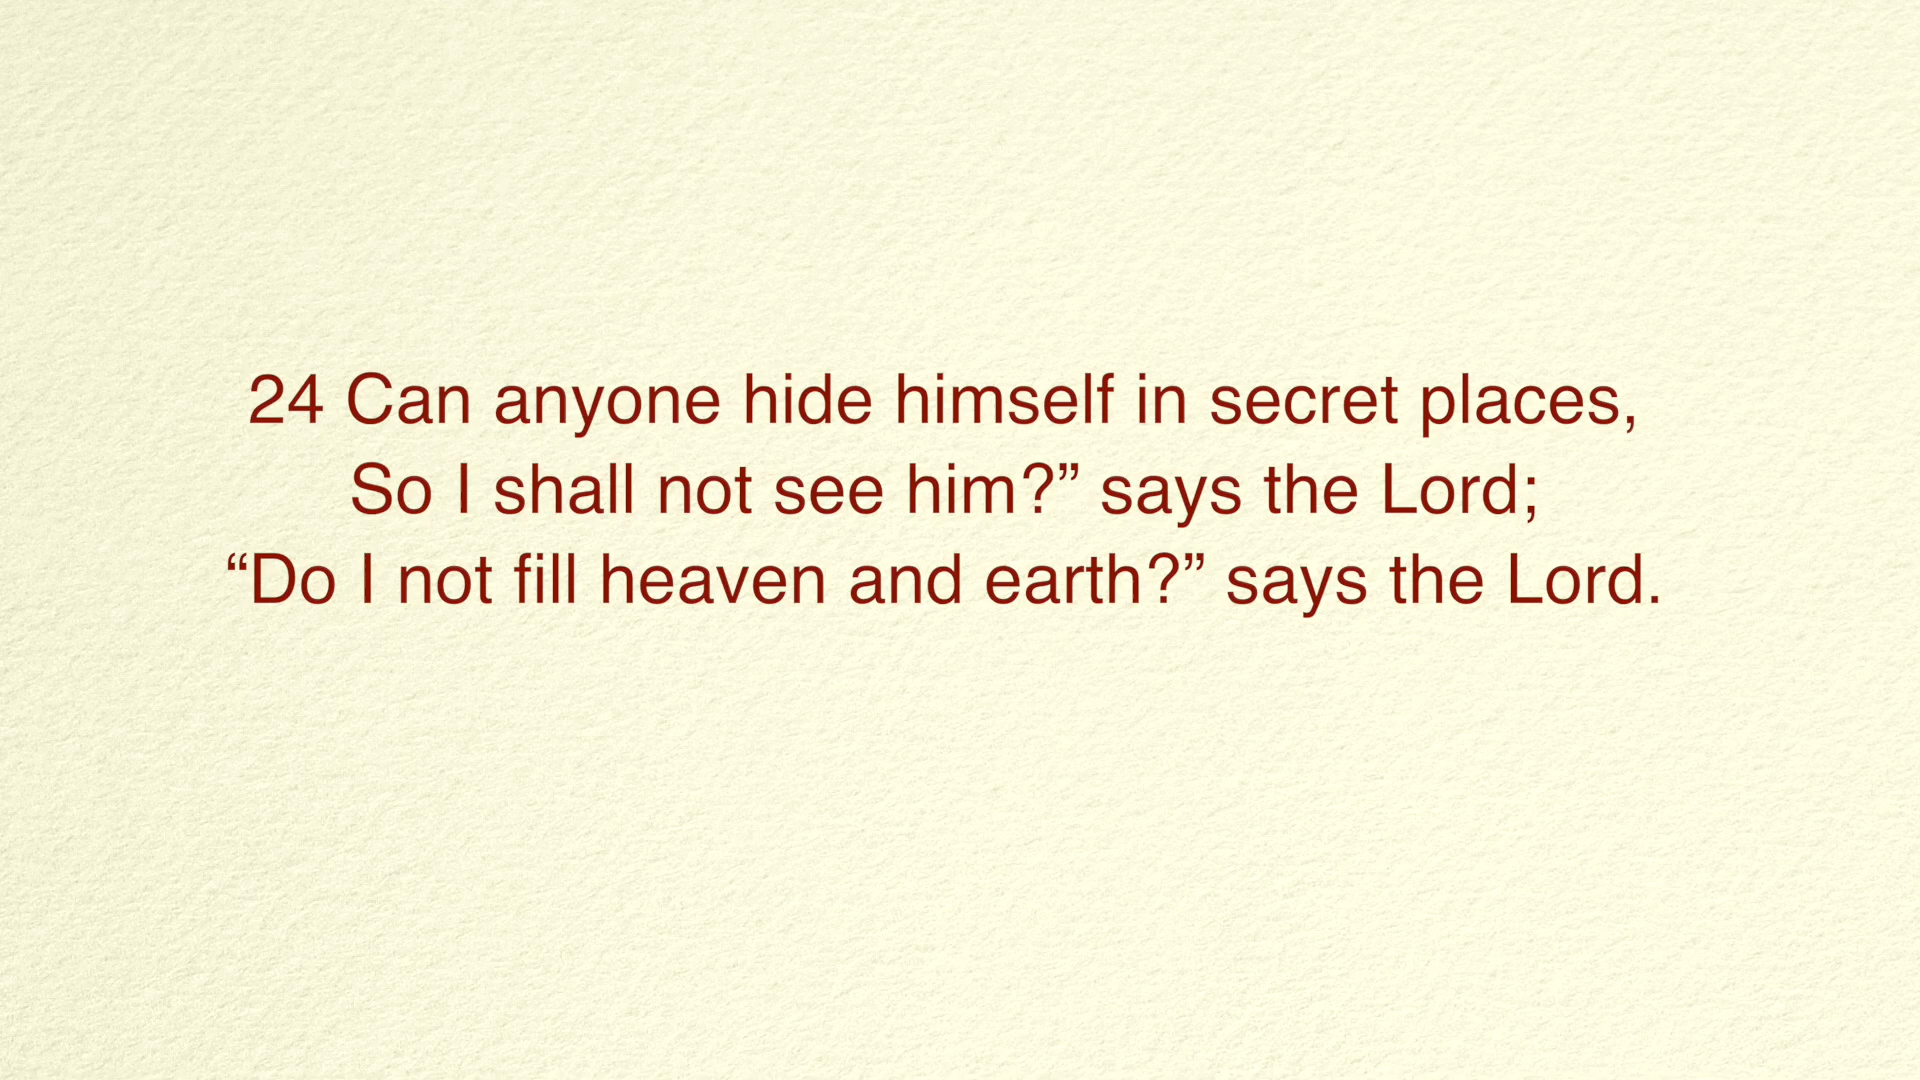 24 Can anyone hide himself in secret places,
So I shall not see him?” says the Lord;
“Do I not fill heaven and earth?” says the Lord.